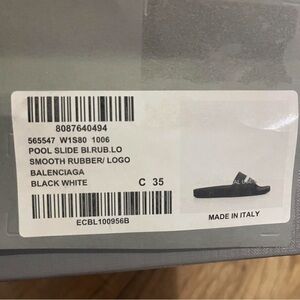 8087640494
565547 W1S80 1006
POOL SLIDE BI.RUB.LO
SMOOTH RUBBER/ LOGO
BALENCIAGA
BLACK WHITE C 35
ECBL100956B
MADE IN ITALY